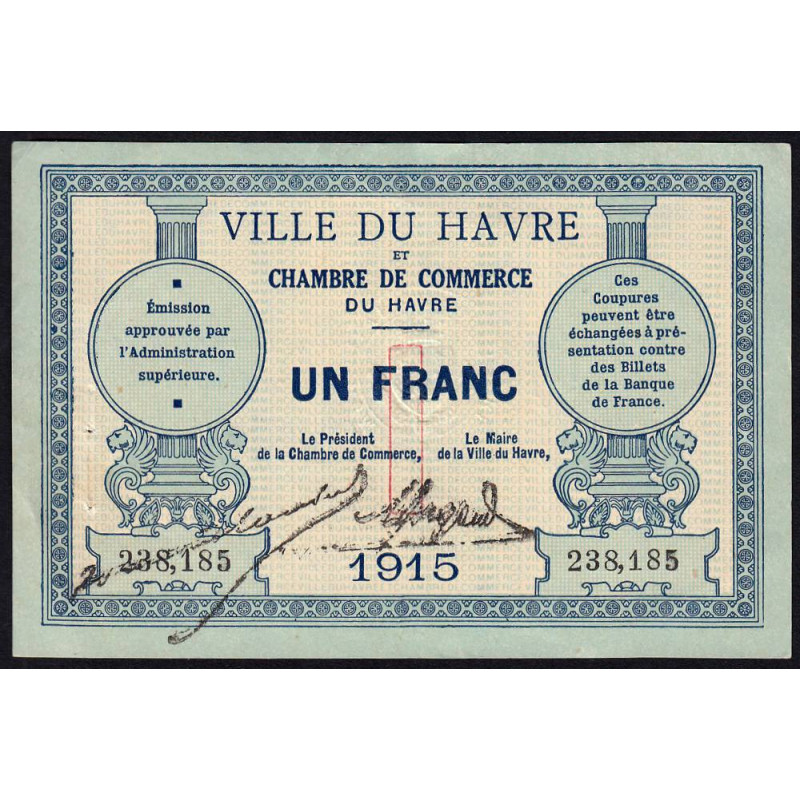 VILLE DU HAVRE
ET
CHAMBRE DE COMMERCE
DU HAVRE
Émission
approuvée par
l'Administration
supérieure.
Ces
Coupures
peuvent être
échangées à pré-
sentation contre
des Billets
de la Banque
de France.
1
UN FRANC
Le Président
de la Chambre de Commerce,
Le Maire
de la Ville du Havre,
238,185
1915
238,185